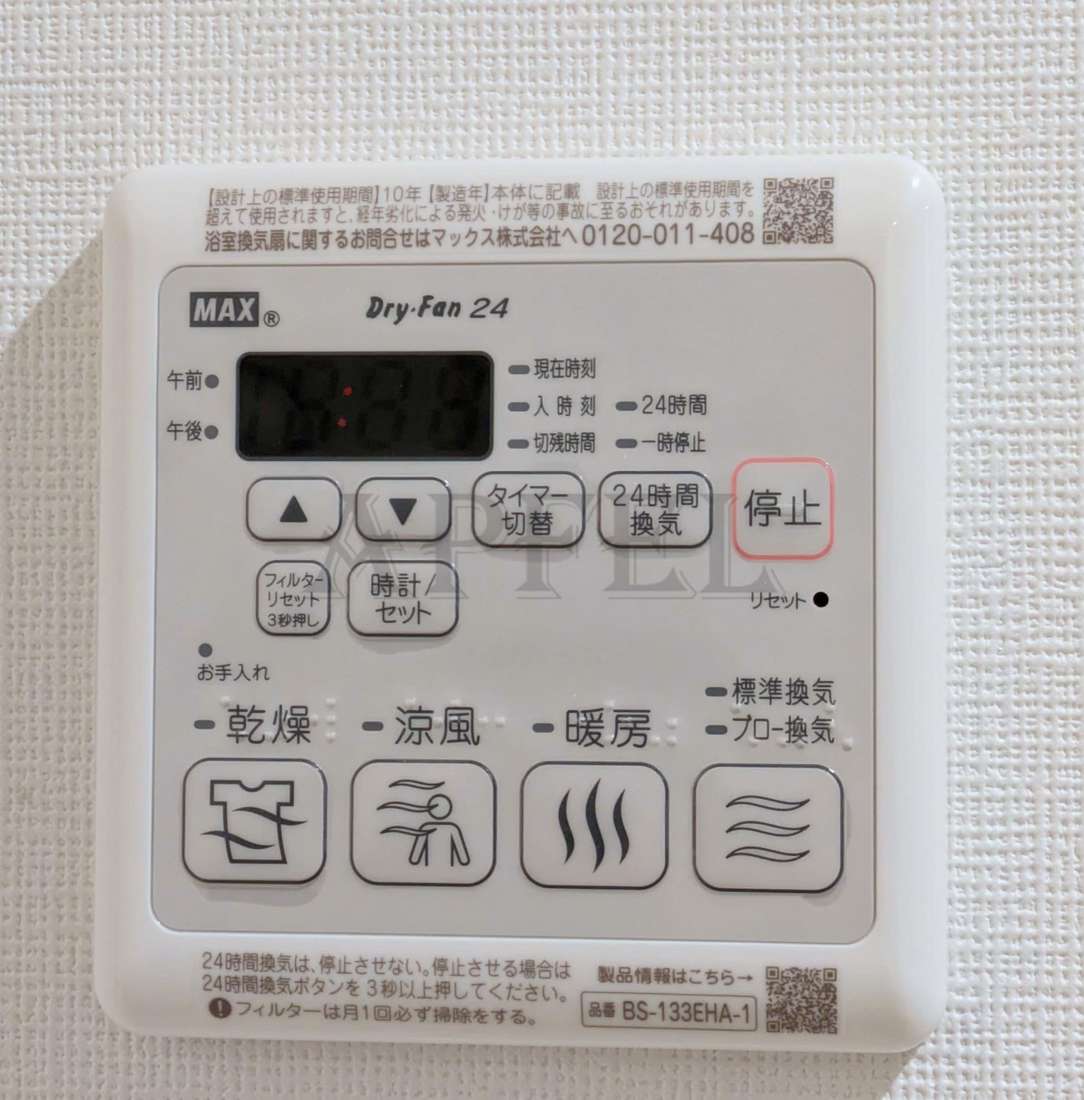 【設計上の標準使用期間】10年 【製造年】本体に記載 設計上の標準使用期間を
超えて使用されますと、経年劣化による発火・けが等の事故に至るおそれがあります。
浴室換気扇に関するお問合せはマックス株式会社へ 0120-011-408
MAX® Dry・Fan 24
午前
現在時刻
入時刻 24時間
午後
切残時間 一時停止
▲ ▼
タイマー
切替
24時間
換気
停止
APFEL
フィルター
リセット
3秒押し
時計/
セット
リセット
お手入れ
乾燥 涼風 暖房
標準換気
プロー換気
24時間換気は、停止させない。停止させる場合は
24時間換気ボタンを3秒以上押してください。
フィルターは月1回必ず掃除をする。
製品情報はこちら→
品番 BS-133EHA-1